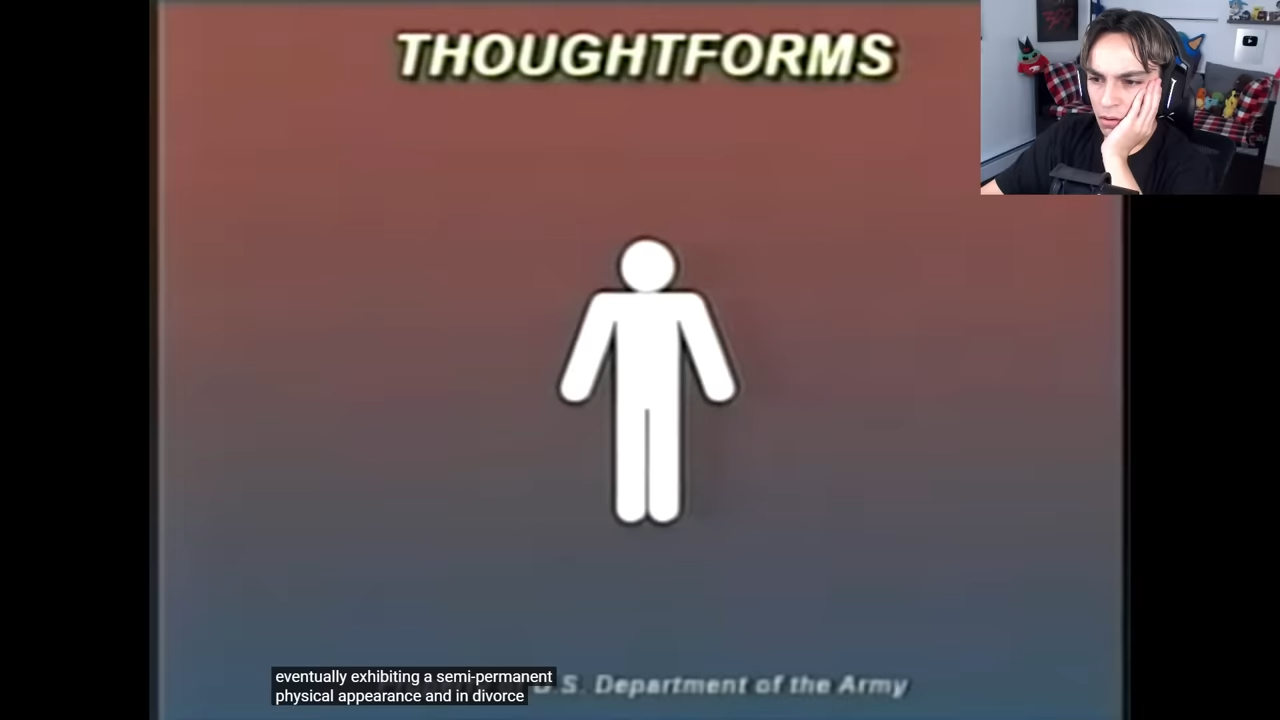 THOUGHTFORMS
eventually exhibiting a semi-permanent
physical appearance and in divorce
U.S. Department of the Army